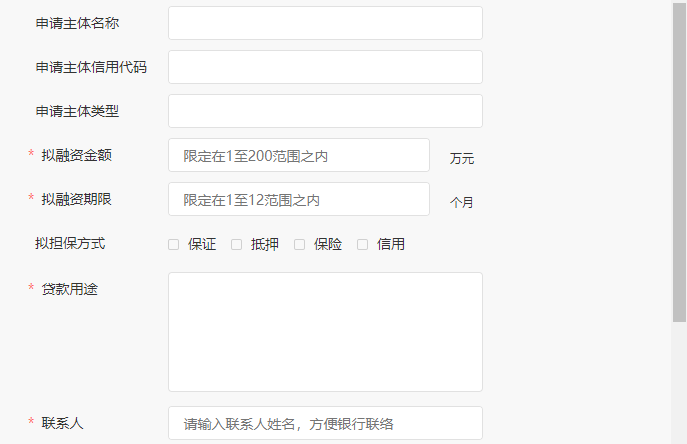 申请主体名称
申请主体信用代码
申请主体类型
* 拟融资金额 限定在1至200范围之内 万元
* 拟融资期限 限定在1至12范围之内 个月
拟担保方式 保证 抵押 保险 信用
* 贷款用途
* 联系人 请输入联系人姓名，方便银行联络